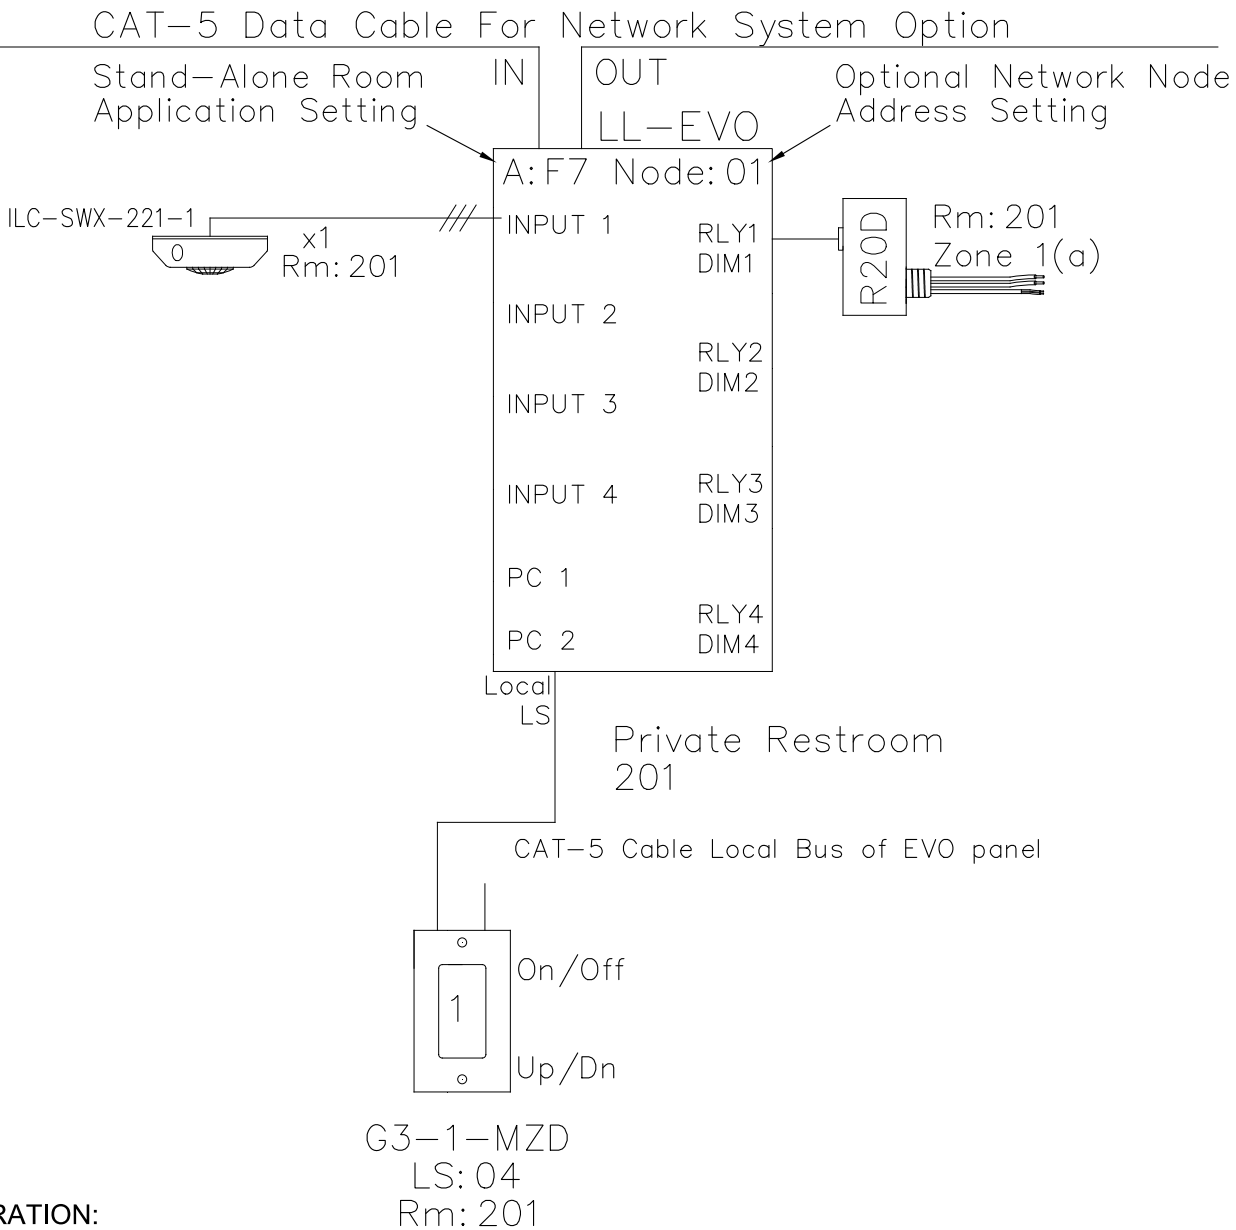 CAT-5 Data Cable For Network System Option
Stand-Alone Room
Application Setting
IN
OUT
Optional Network Node
Address Setting
LL-EVO
A: F7 Node: 01
ILC-SWX-221-1
0
x1
Rm: 201
INPUT 1
INPUT 2
INPUT 3
INPUT 4
PC 1
PC 2
RLY1
DIM1
RLY2
DIM2
RLY3
DIM3
RLY4
DIM4
R20D
Rm: 201
Zone 1(a)
Local
LS
Private Restroom
201
CAT-5 Cable Local Bus of EVO panel
On/Off
1
Up/Dn
G3-1-MZD
LS: 04
Rm: 201
RATION: